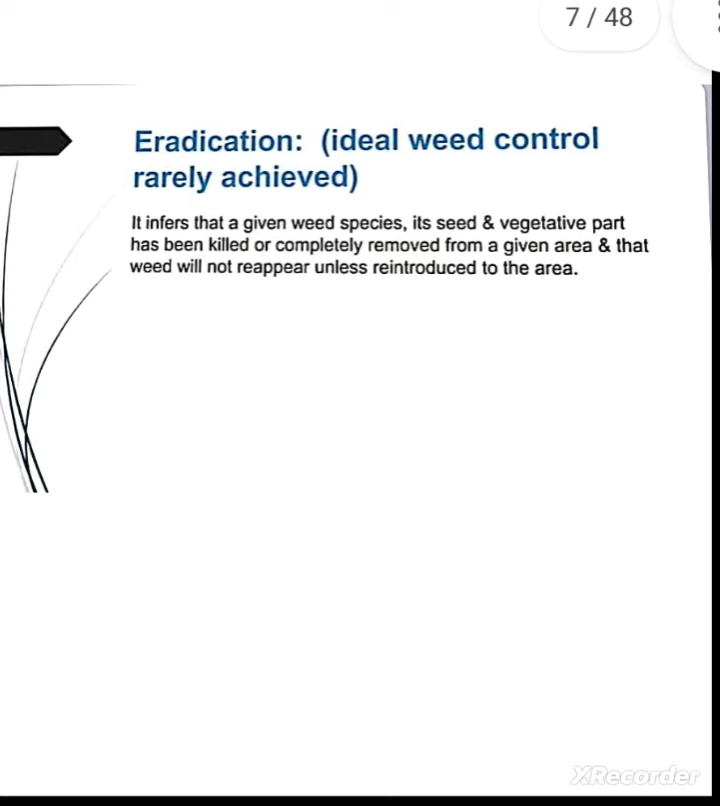 7 / 48
Eradication: (ideal weed control
rarely achieved)
It infers that a given weed species, its seed & vegetative part
has been killed or completely removed from a given area & that
weed will not reappear unless reintroduced to the area.
XRecorder